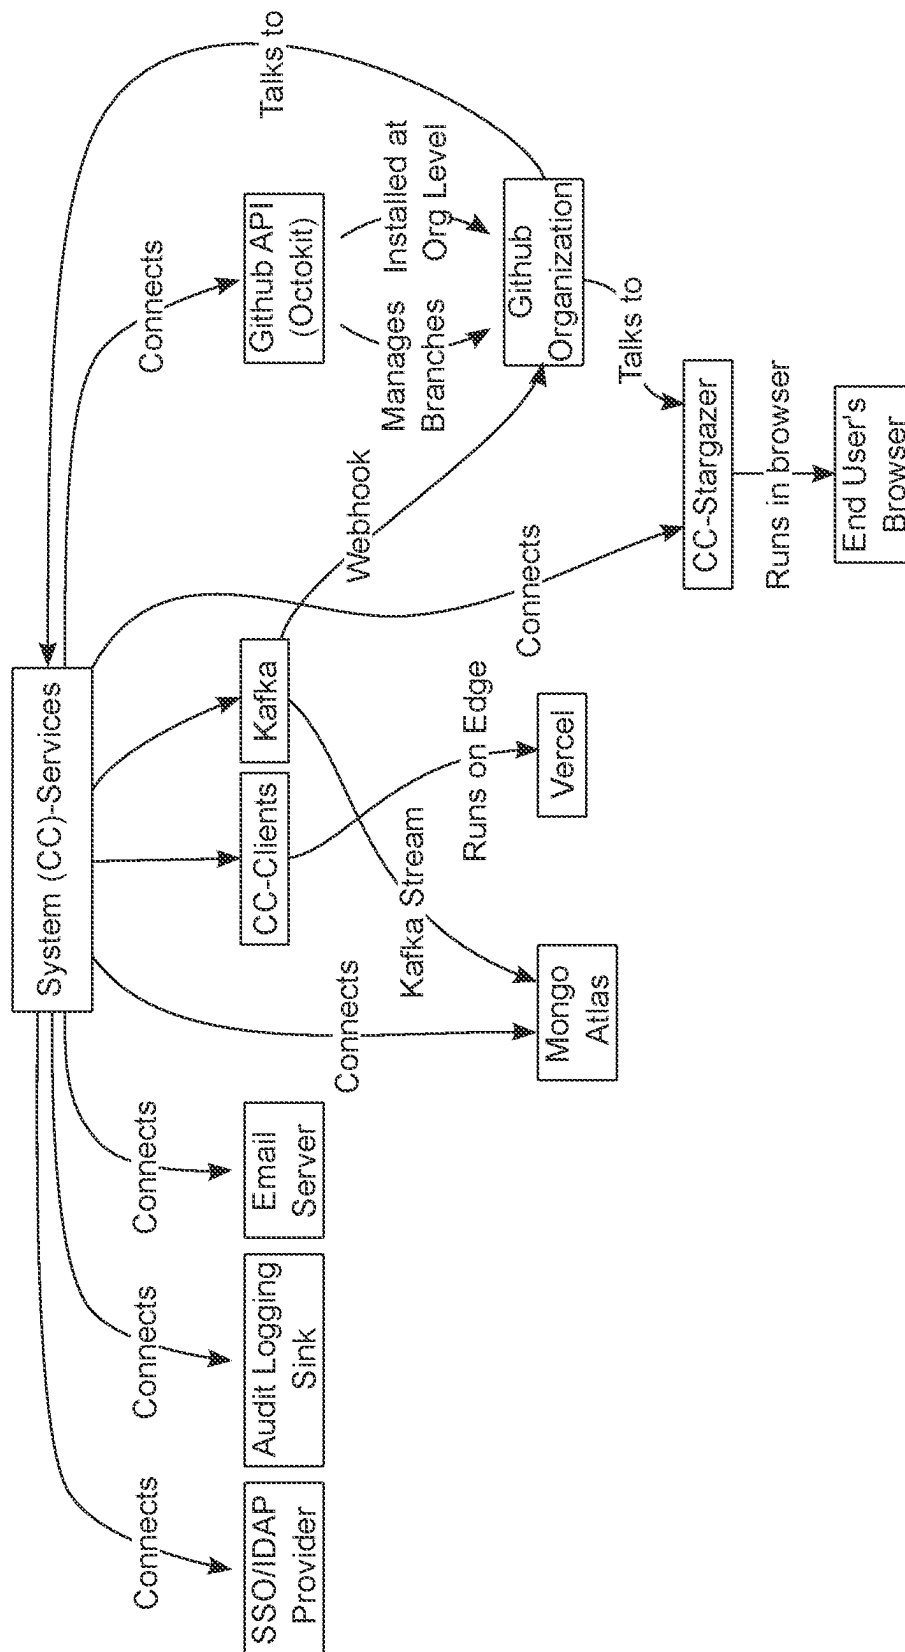 System (CC)-Services
Connects
Connects
Connects
Connects
Talks to
SSO/IDAP
Provider
Audit Logging
Sink
Email
Server
CC-Clients
Kafka
Github API
(Octokit)
Connects
Kafka Stream
Runs on Edge
Webhook
Manages
Branches
Installed at
Org Level
Mongo
Atlas
Vercel
Connects
Github
Organization
Talks to
CC-Stargazer
Runs in browser
End User's
Browser